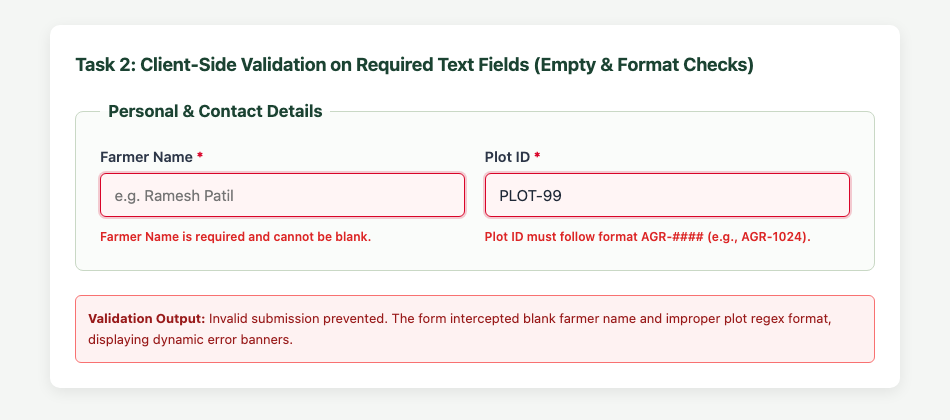 Task 2: Client-Side Validation on Required Text Fields (Empty & Format Checks)
Personal & Contact Details
Farmer Name *
Plot ID *
e.g. Ramesh Patil
PLOT-99
Farmer Name is required and cannot be blank.
Plot ID must follow format AGR-#### (e.g., AGR-1024).
Validation Output: Invalid submission prevented. The form intercepted blank farmer name and improper plot regex format,
displaying dynamic error banners.